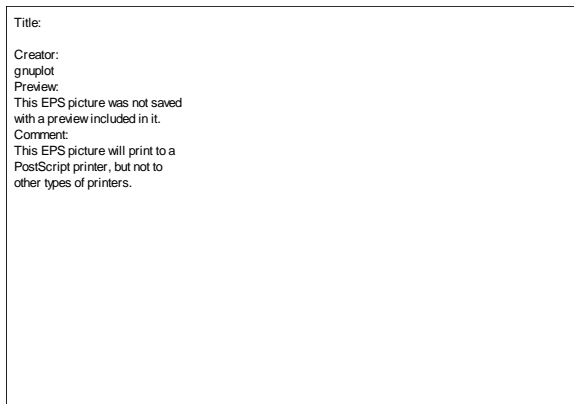 Title:
Creator:
gnuplot
Preview:
This EPS picture was not saved
with a preview included in it.
Comment:
This EPS picture will print to a
PostScript printer, but not to
other types of printers.